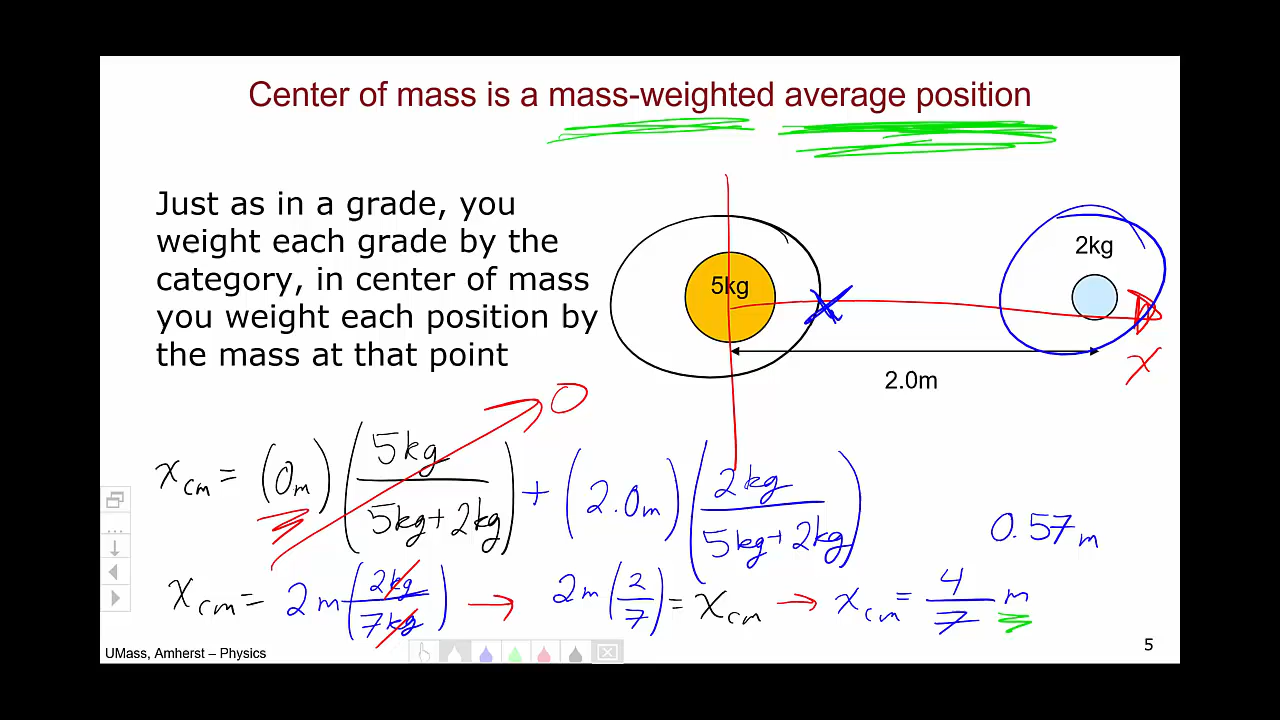 Center of mass is a mass-weighted average position
Just as in a grade, you
weight each grade by the
category, in center of mass
you weight each position by
the mass at that point
5kg
2kg
x
2.0m
0
x_cm = (0m) (5kg / (5kg + 2kg)) + (2.0m) (2kg / (5kg + 2kg))
0.57m
x_cm = 2m (2kg / 7kg) → 2m (2/7) = x_cm → x_cm = 4/7 m
UMass, Amherst – Physics
5